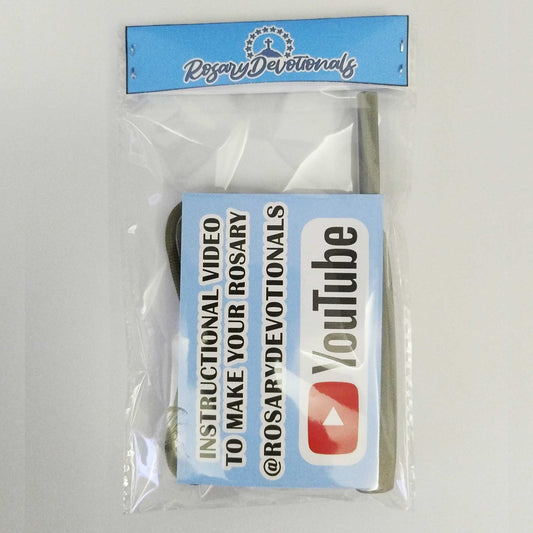 RosaryDevotionals
INSTRUCTIONAL VIDEO
TO MAKE YOUR ROSARY
@ROSARYDEVOTIONALS
YouTube